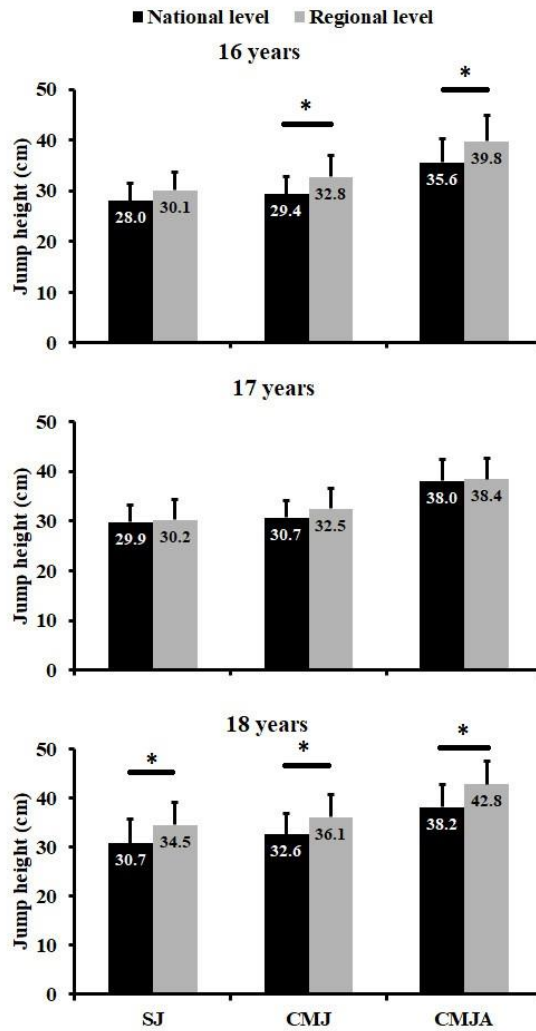 National level Regional level
16 years
Jump height (cm)
50
40
30
20
10
0
28.0 30.1 29.4 32.8 35.6 39.8
* *
17 years
Jump height (cm)
50
40
30
20
10
0
29.9 30.2 30.7 32.5 38.0 38.4
18 years
Jump height (cm)
50
40
30
20
10
0
30.7 34.5 32.6 36.1 38.2 42.8
* * *
SJ CMJ CMJA